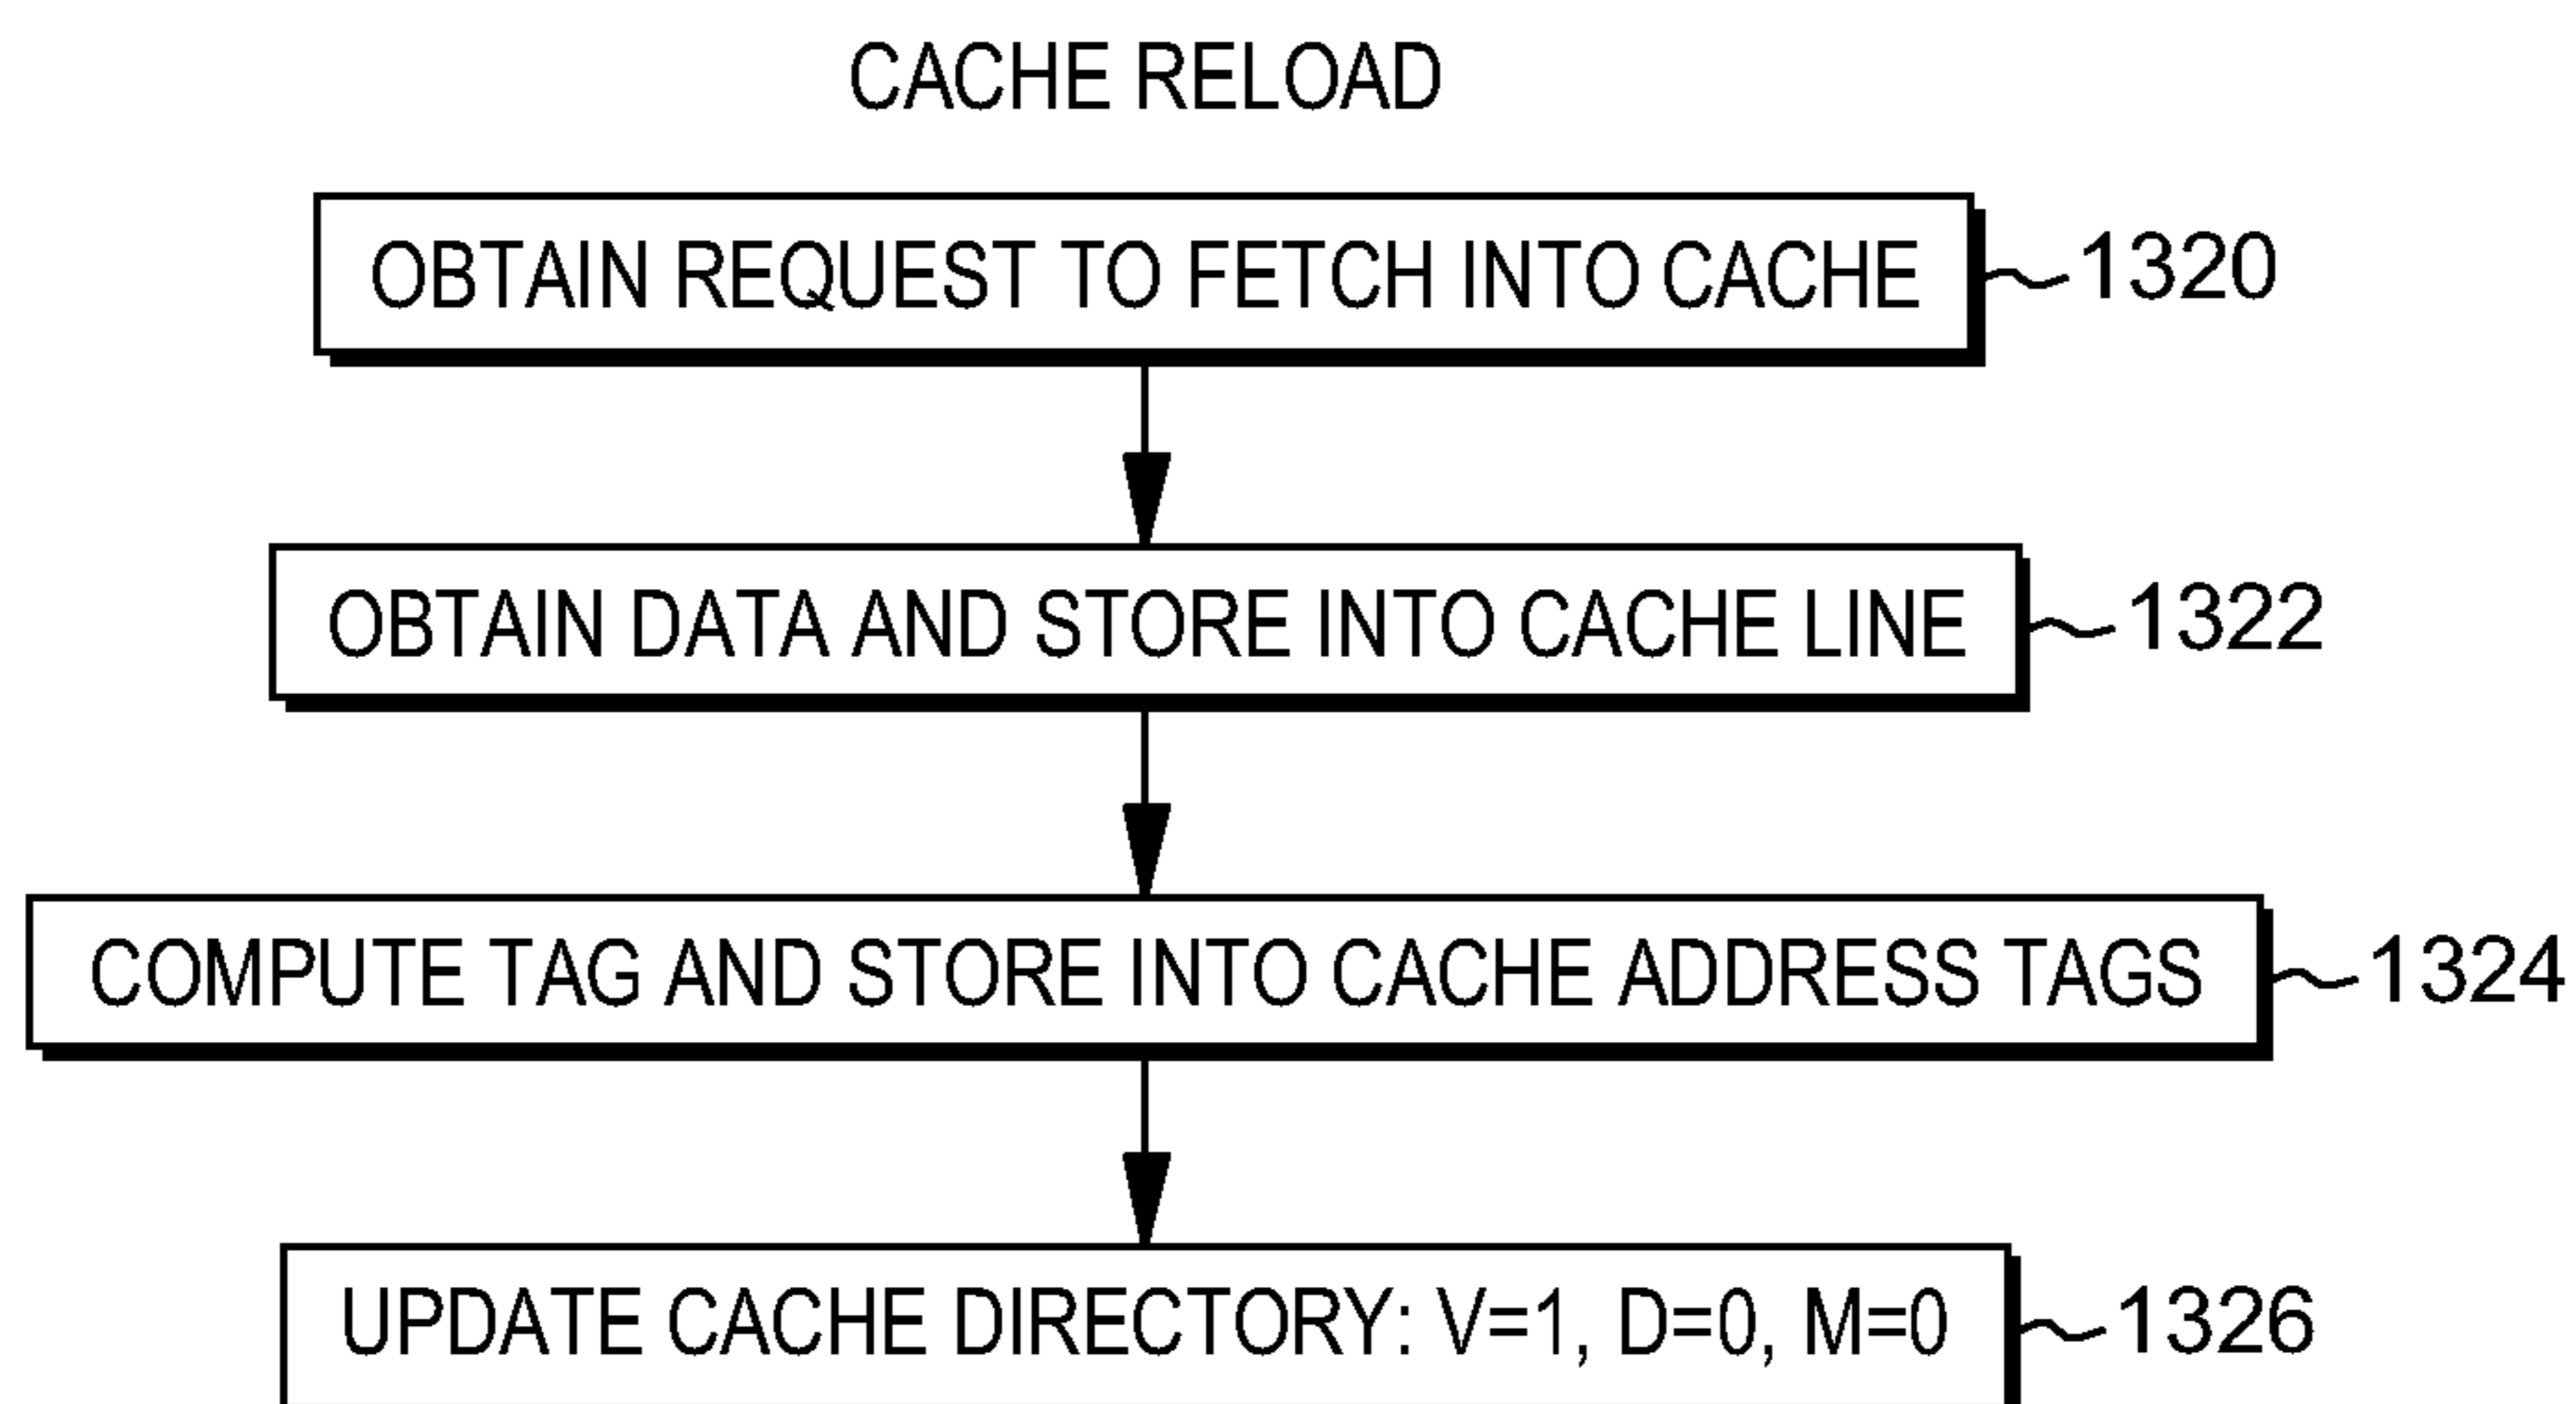 CACHE RELOAD
OBTAIN REQUEST TO FETCH INTO CACHE 1320
OBTAIN DATA AND STORE INTO CACHE LINE 1322
COMPUTE TAG AND STORE INTO CACHE ADDRESS TAGS 1324
UPDATE CACHE DIRECTORY: V=1, D=0, M=0 1326